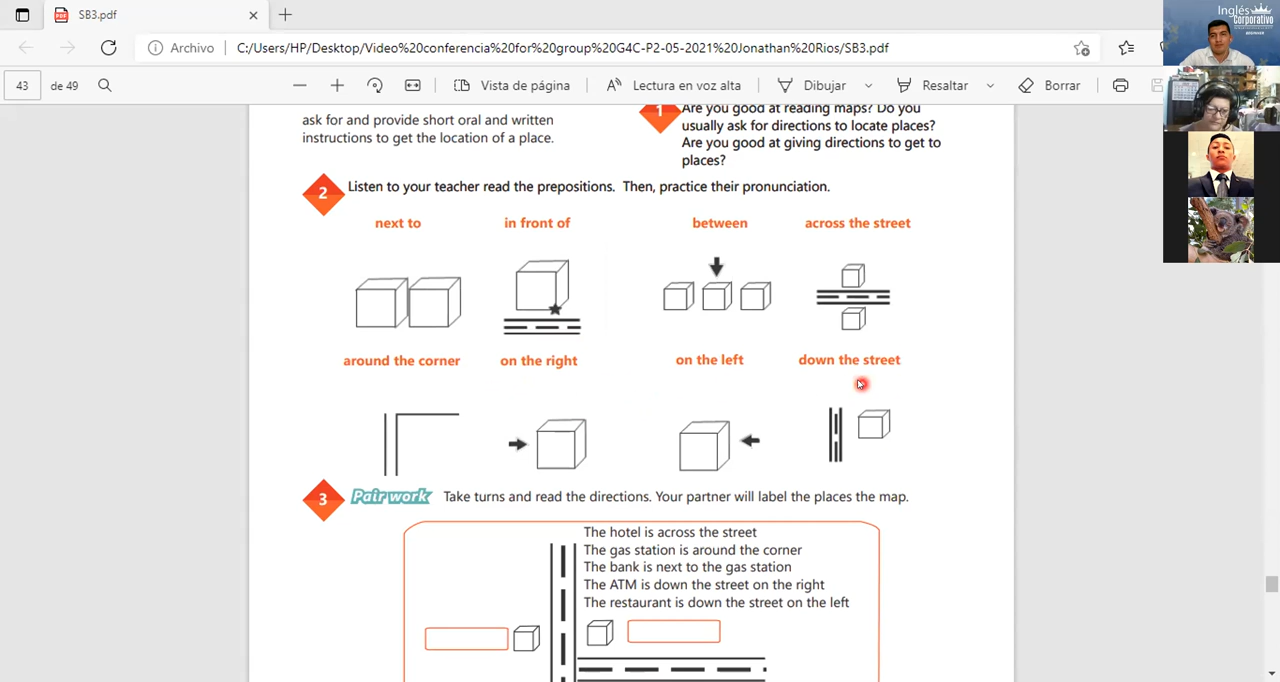 SB3.pdf
Archivo
C:/Users/HP/Desktop/Video%20conferencia%20for%20group%20G4C-P2-05-2021%20Jonathan%20Rios/SB3.pdf
43 de 49
Vista de página
Lectura en voz alta
Dibujar
Resaltar
Borrar
Inglés
Corporativo
ask for and provide short oral and written
instructions to get the location of a place.
1
Are you good at reading maps? Do you
usually ask for directions to locate places?
Are you good at giving directions to get to
places?
2
Listen to your teacher read the prepositions. Then, practice their pronunciation.
next to
in front of
between
across the street
around the corner
on the right
on the left
down the street
3
Pair work
Take turns and read the directions. Your partner will label the places the map.
The hotel is across the street
The gas station is around the corner
The bank is next to the gas station
The ATM is down the street on the right
The restaurant is down the street on the left